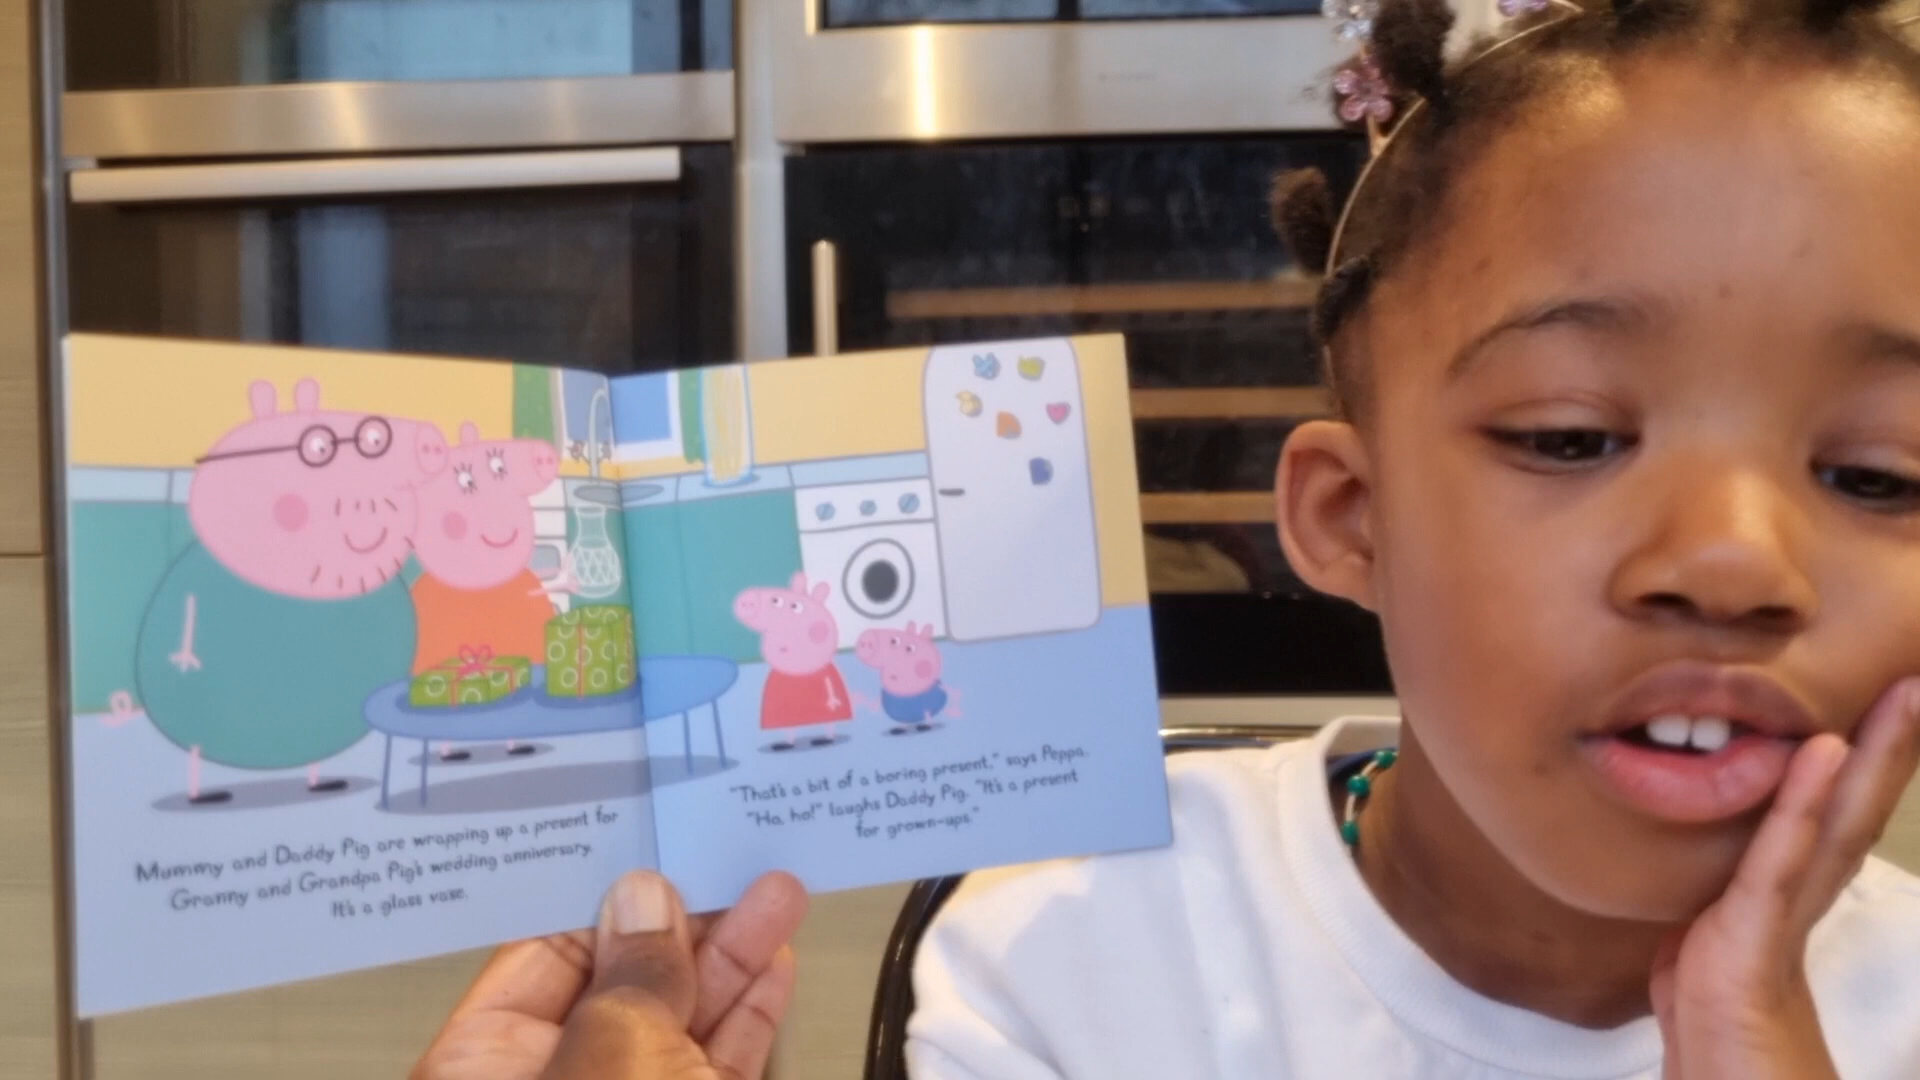 Mummy and Daddy Pig are wrapping up a present for
Granny and Grandpa Pig's wedding anniversary.
It's a glass vase.
"That's a bit of a boring present," says Peppa.
"Ha, ho!" laughs Daddy Pig. "It's a present
for grown-ups."